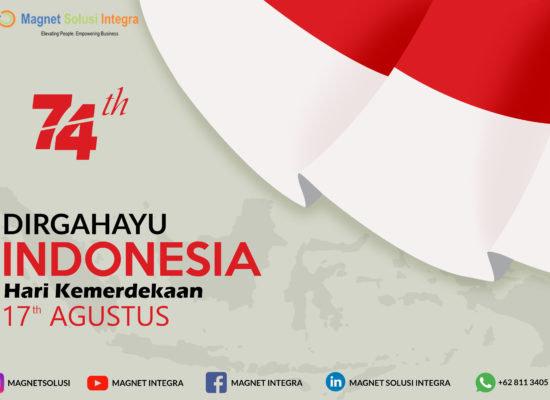 Magnet Solusi Integra
Elevating People. Empowering Business
74th
DIRGAHAYU
INDONESIA
Hari Kemerdekaan
17th AGUSTUS
MAGNETSOLUSI
MAGNET INTEGRA
MAGNET INTEGRA
MAGNET SOLUSI INTEGRA
+62 811 3405